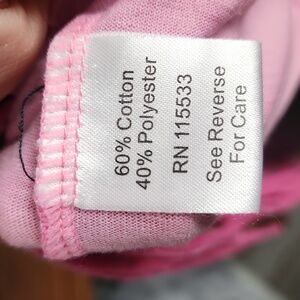 60% Cotton
40% Polyester
RN 115533
See Reverse
For Care